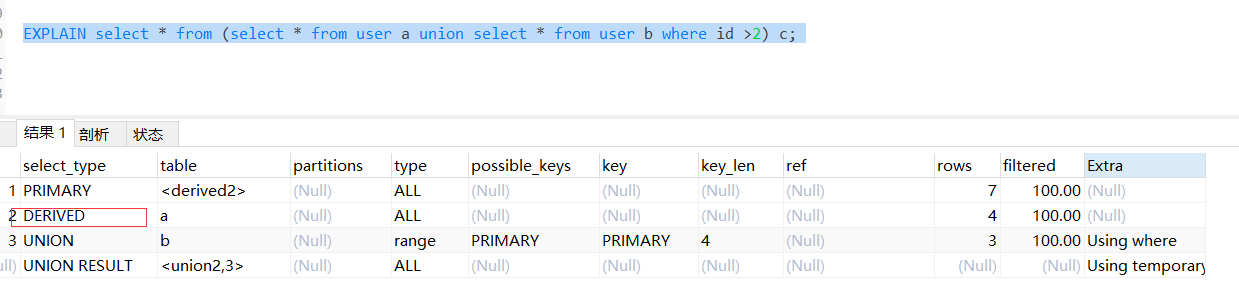 9
0 EXPLAIN select * from (select * from user a union select * from user b where id >2) c;
2
3
结果 1 剖析 状态
select_type table partitions type possible_keys key key_len ref rows filtered Extra
1 PRIMARY <derived2> (Null) ALL (Null) (Null) (Null) (Null) 7 100.00 (Null)
2 DERIVED a (Null) ALL (Null) (Null) (Null) (Null) 4 100.00 (Null)
3 UNION b (Null) range PRIMARY PRIMARY 4 (Null) 3 100.00 Using where
ull) UNION RESULT <union2,3> (Null) ALL (Null) (Null) (Null) (Null) (Null) (Null) Using temporary